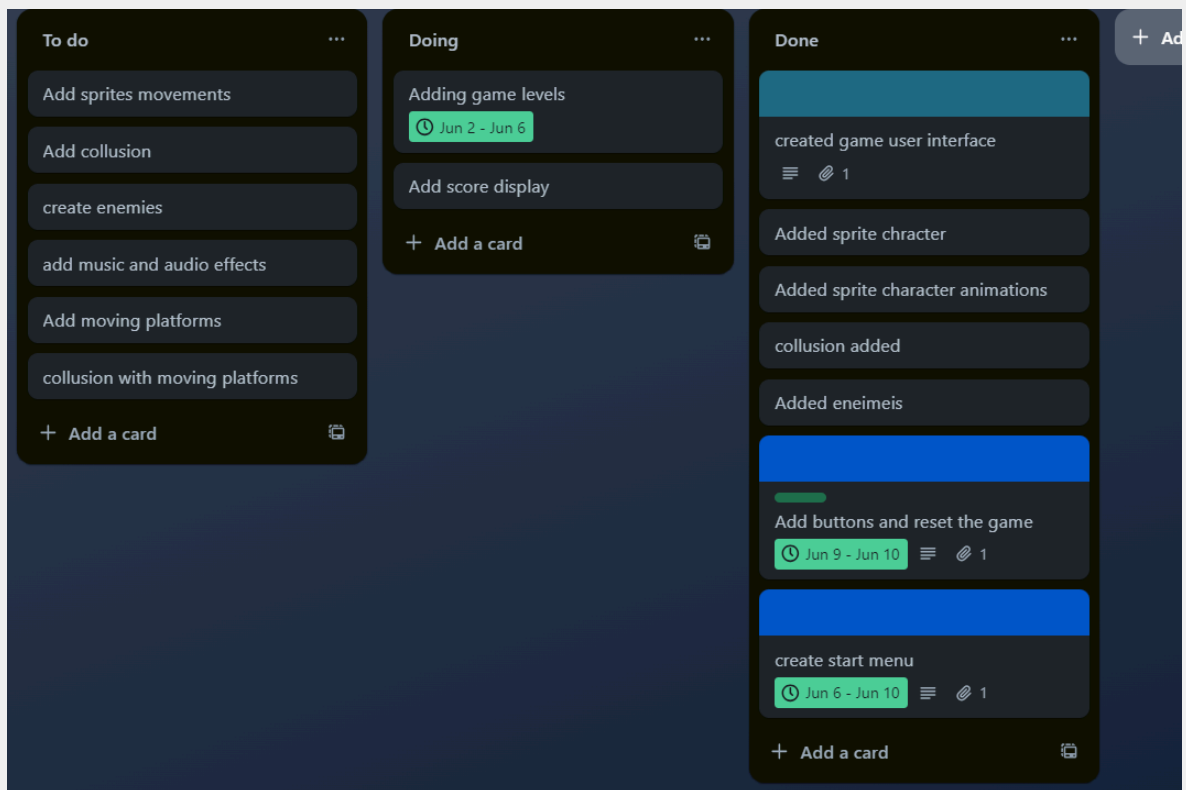 To do
Add sprites movements
Add collusion
create enemies
add music and audio effects
Add moving platforms
collusion with moving platforms
+ Add a card
Doing
Adding game levels
Jun 2 - Jun 6
Add score display
+ Add a card
Done
created game user interface
1
Added sprite chracter
Added sprite character animations
collusion added
Added eneimeis
Add buttons and reset the game
Jun 9 - Jun 10 1
create start menu
Jun 6 - Jun 10 1
+ Add a card
+ Ad